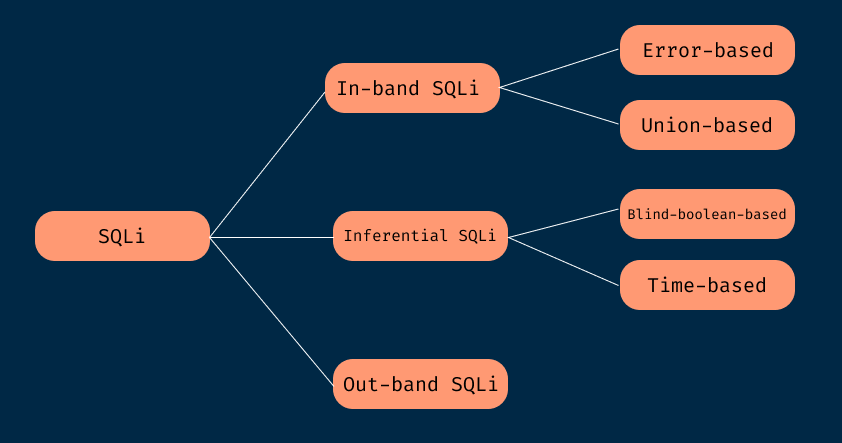 SQLi
In-band SQLi
Error-based
Union-based
Inferential SQLi
Blind-boolean-based
Time-based
Out-band SQLi